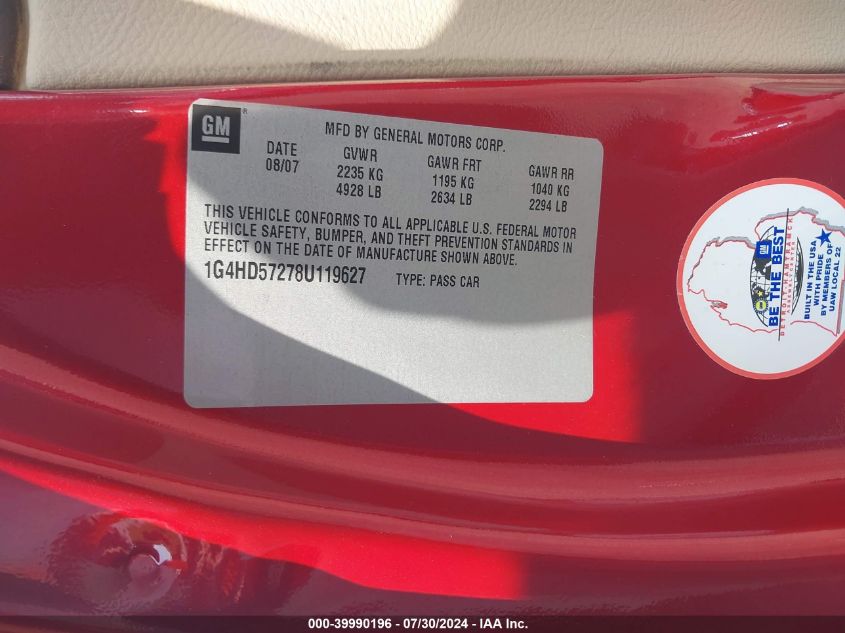 GM ®
MFD BY GENERAL MOTORS CORP.
DATE GVWR GAWR FRT GAWR RR
08/07 2235 KG 1195 KG 1040 KG
4928 LB 2634 LB 2294 LB
THIS VEHICLE CONFORMS TO ALL APPLICABLE U.S. FEDERAL MOTOR
VEHICLE SAFETY, BUMPER, AND THEFT PREVENTION STANDARDS IN
EFFECT ON THE DATE OF MANUFACTURE SHOWN ABOVE.
1G4HD57278U119627 TYPE: PASS CAR
GM
BE THE BEST
DETROIT HAMTRAMCK
BUILT IN THE USA
WITH PRIDE
BY MEMBERS OF
UAW LOCAL 22
000-39990196 - 07/30/2024 - IAA Inc.